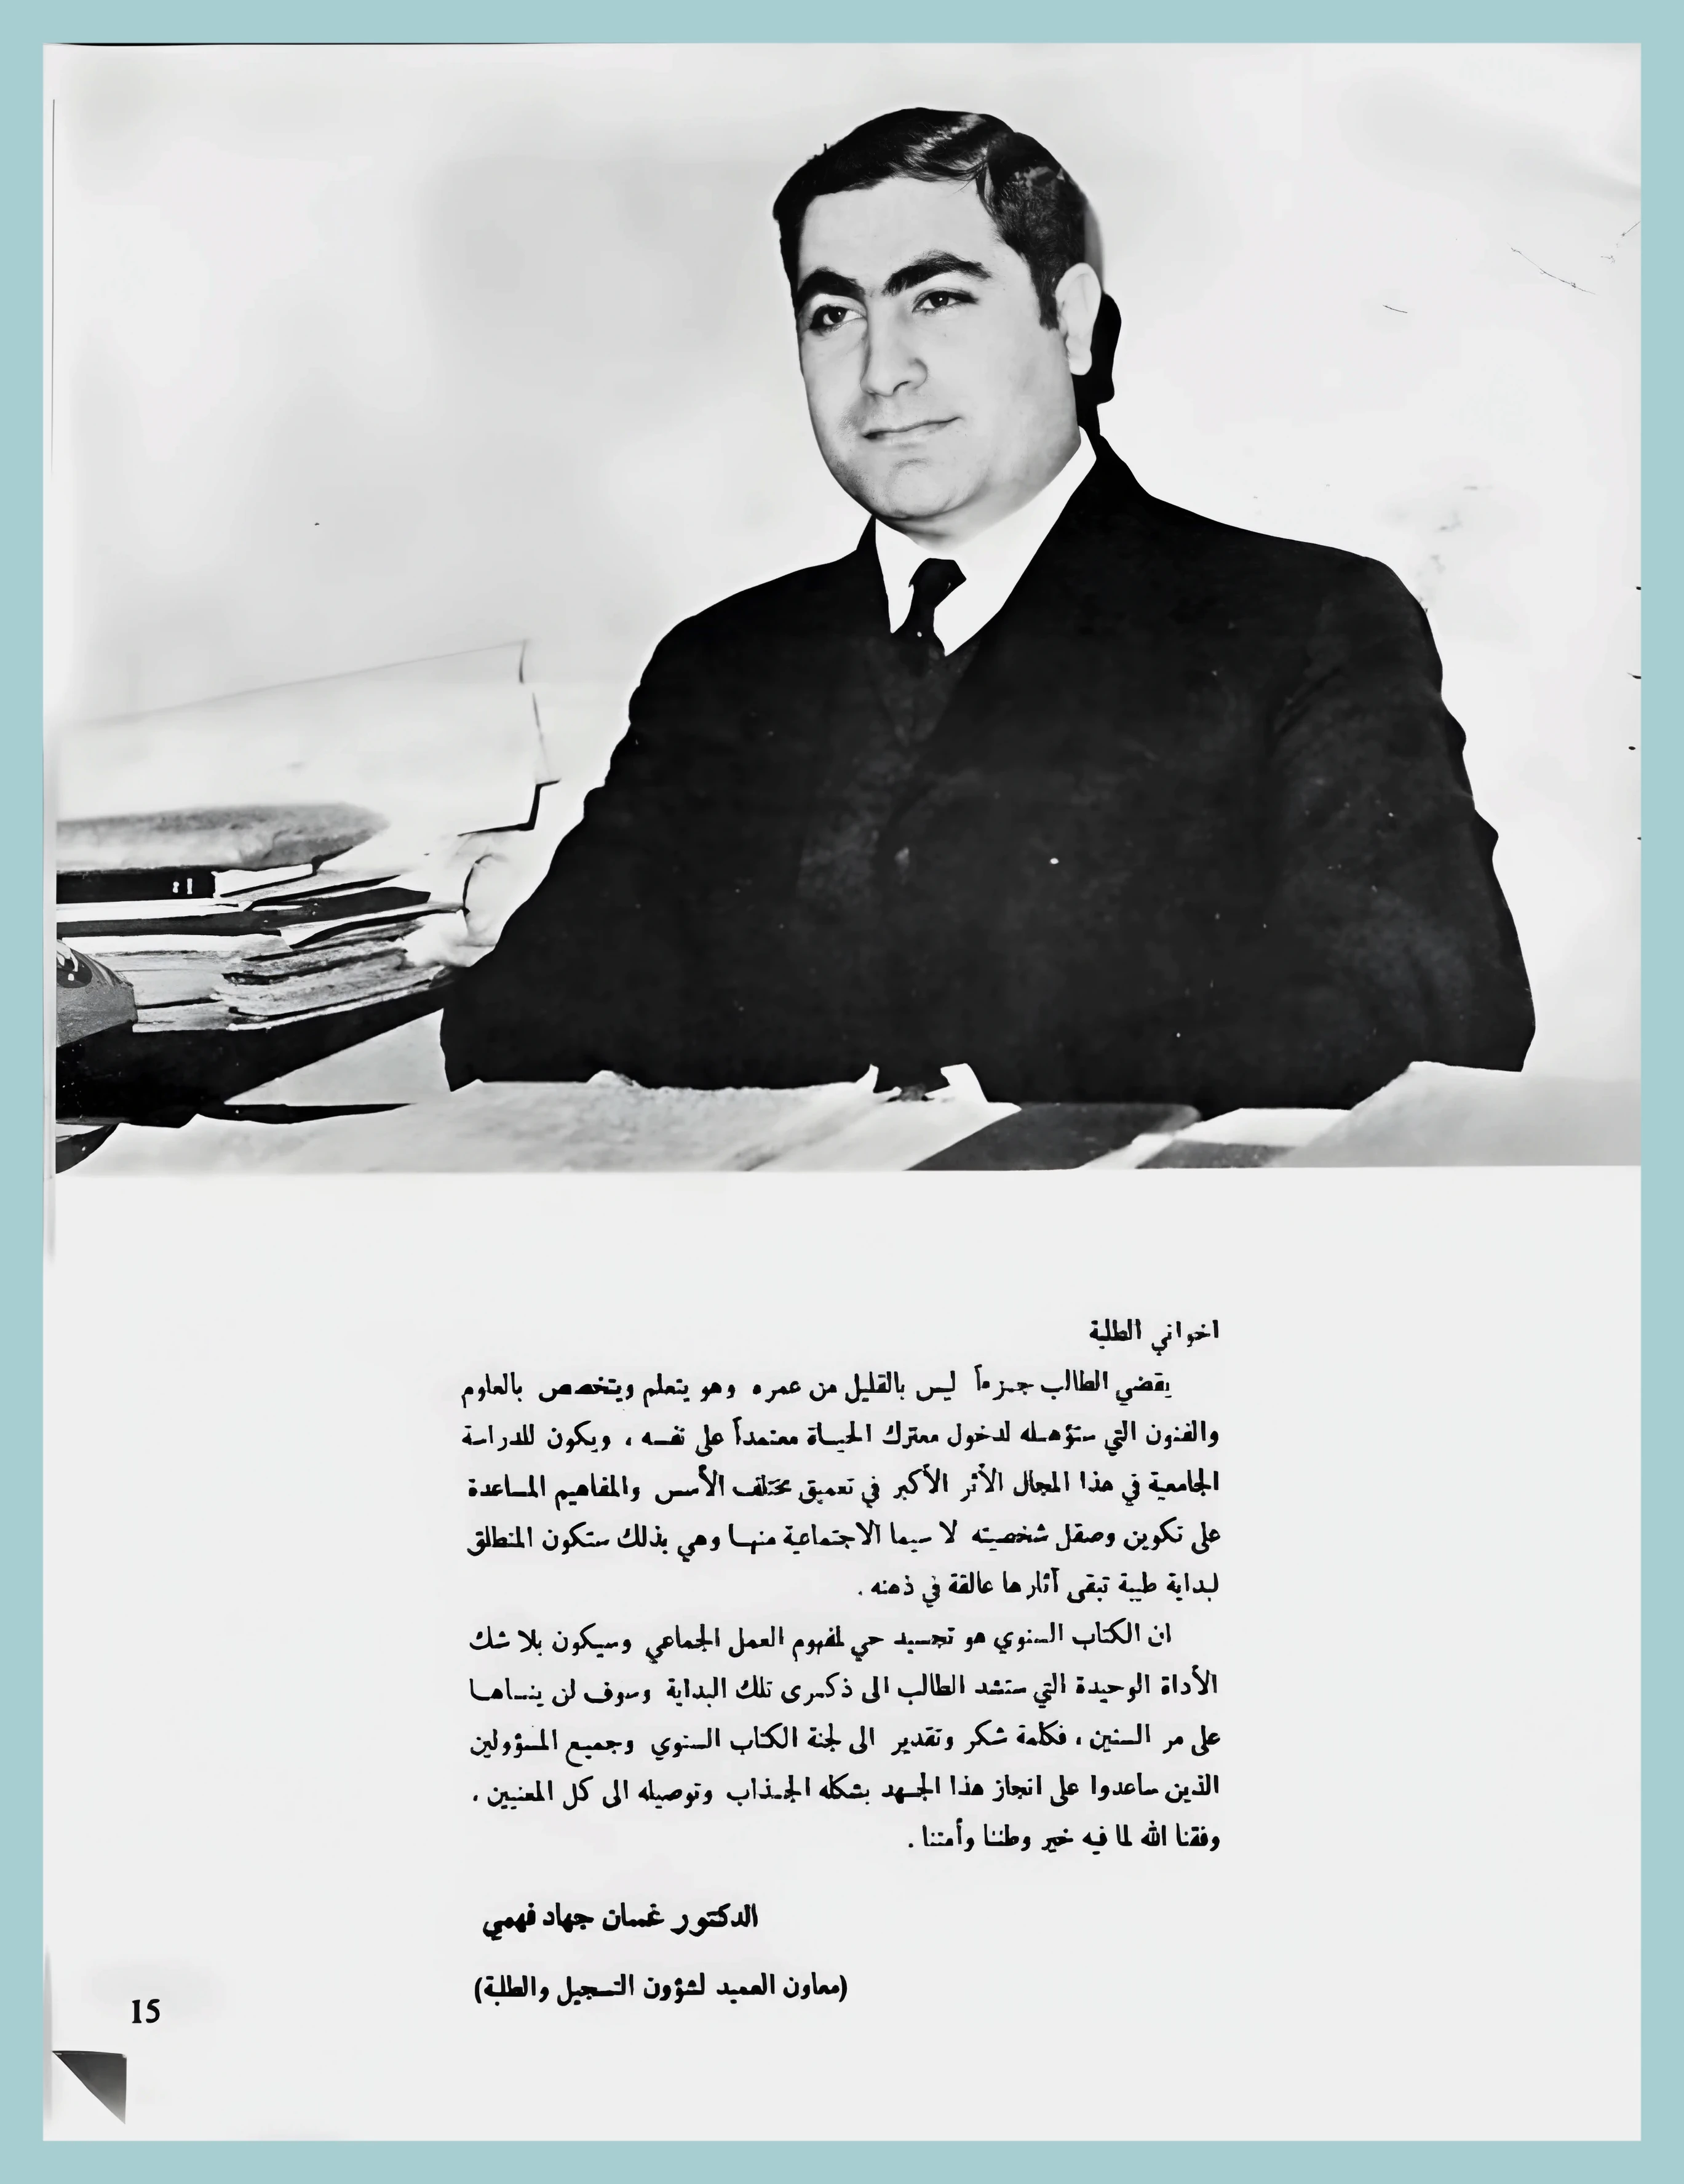 اخواني الطلبة
يقضي الطالب جزءاً ليس بالقليل من عمره وهو يتعلم ويتخصص بالعلوم
والفنون التي ستؤهله لدخول معترك الحياة معتمداً على نفسه ، ويكون للدراسة
الجامعية في هذا المجال الأثر الأكبر في تعميق مختلف الأسس والمفاهيم المساعدة
على تكوين وصقل شخصيته لا سيما الاجتماعية منها وهي بذلك ستكون المنطلق
لبداية طيبة تبقى آثارها عالقة في ذهنه .
ان الكتاب السنوي هو تجسيد حي لمفهوم العمل الجماعي وسيكون بلا شك
الأداة الوحيدة التي ستشد الطالب الى ذكرى تلك البداية وسوف لن ينساها
على مر السنين ، فكلمة شكر وتقدير الى لجنة الكتاب السنوي وجميع المسؤولين
الذين ساعدوا على انجاز هذا الجهد بشكله الجذاب وتوصيله الى كل المعنيين .
وفقنا الله لما فيه خير وطننا وأمتنا .
الدكتور غسان جهاد فهمي
(معاون العميد لشؤون التسجيل والطلبة)
15